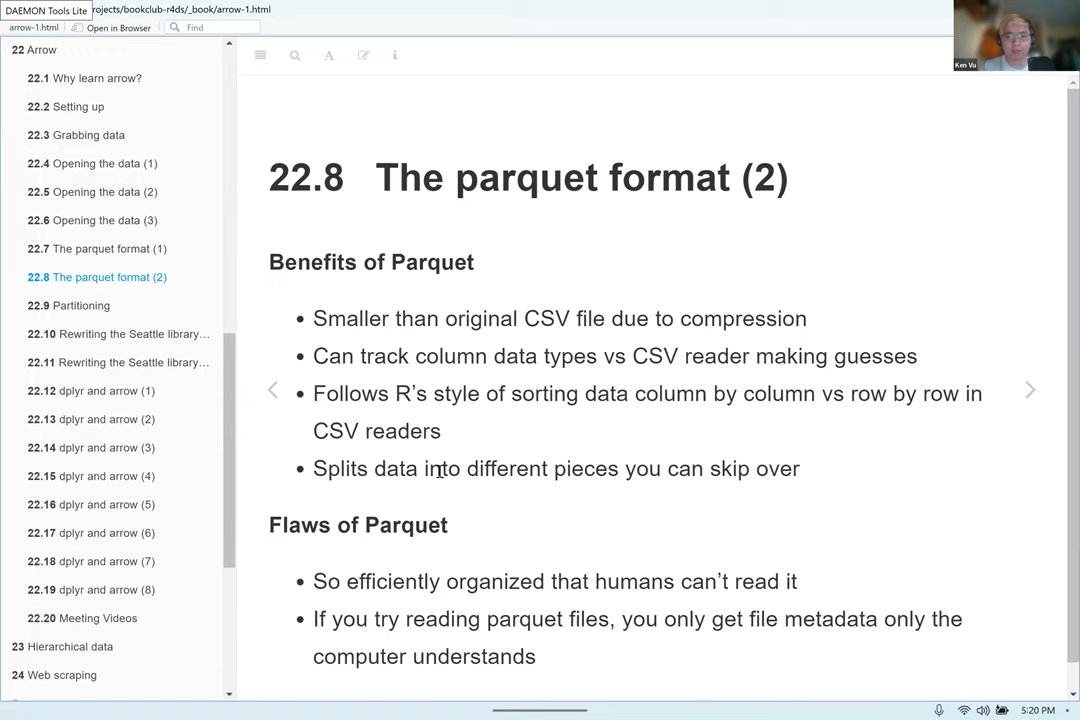 DAEMON Tools Lite
rojects/bookclub-r4ds/_book/arrow-1.html
arrow-1.html
Open in Browser
Find
Ken Vu
22 Arrow
22.1 Why learn arrow?
22.2 Setting up
22.3 Grabbing data
22.4 Opening the data (1)
22.5 Opening the data (2)
22.6 Opening the data (3)
22.7 The parquet format (1)
22.8 The parquet format (2)
22.9 Partitioning
22.10 Rewriting the Seattle library…
22.11 Rewriting the Seattle library…
22.12 dplyr and arrow (1)
22.13 dplyr and arrow (2)
22.14 dplyr and arrow (3)
22.15 dplyr and arrow (4)
22.16 dplyr and arrow (5)
22.17 dplyr and arrow (6)
22.18 dplyr and arrow (7)
22.19 dplyr and arrow (8)
22.20 Meeting Videos
23 Hierarchical data
24 Web scraping
22.8 The parquet format (2)
Benefits of Parquet
• Smaller than original CSV file due to compression
• Can track column data types vs CSV reader making guesses
• Follows R’s style of sorting data column by column vs row by row in
CSV readers
• Splits data into different pieces you can skip over
Flaws of Parquet
• So efficiently organized that humans can’t read it
• If you try reading parquet files, you only get file metadata only the
computer understands
5:20 PM